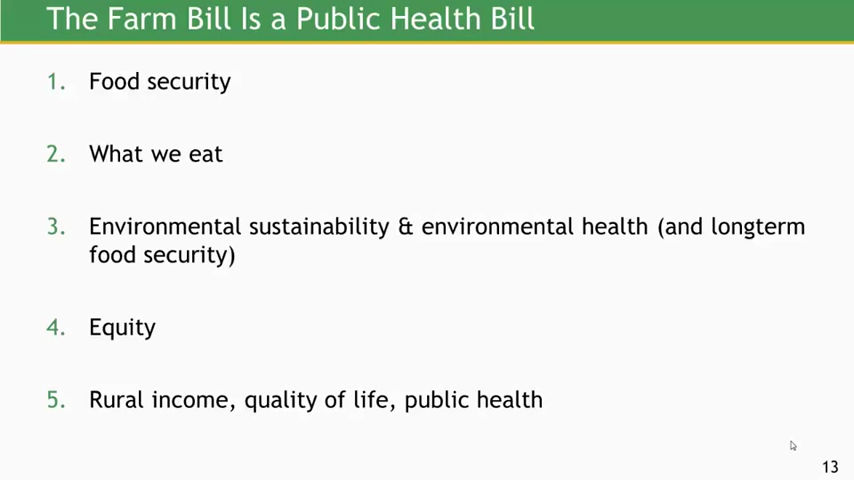 The Farm Bill Is a Public Health Bill
1. Food security
2. What we eat
3. Environmental sustainability & environmental health (and longterm
food security)
4. Equity
5. Rural income, quality of life, public health
13